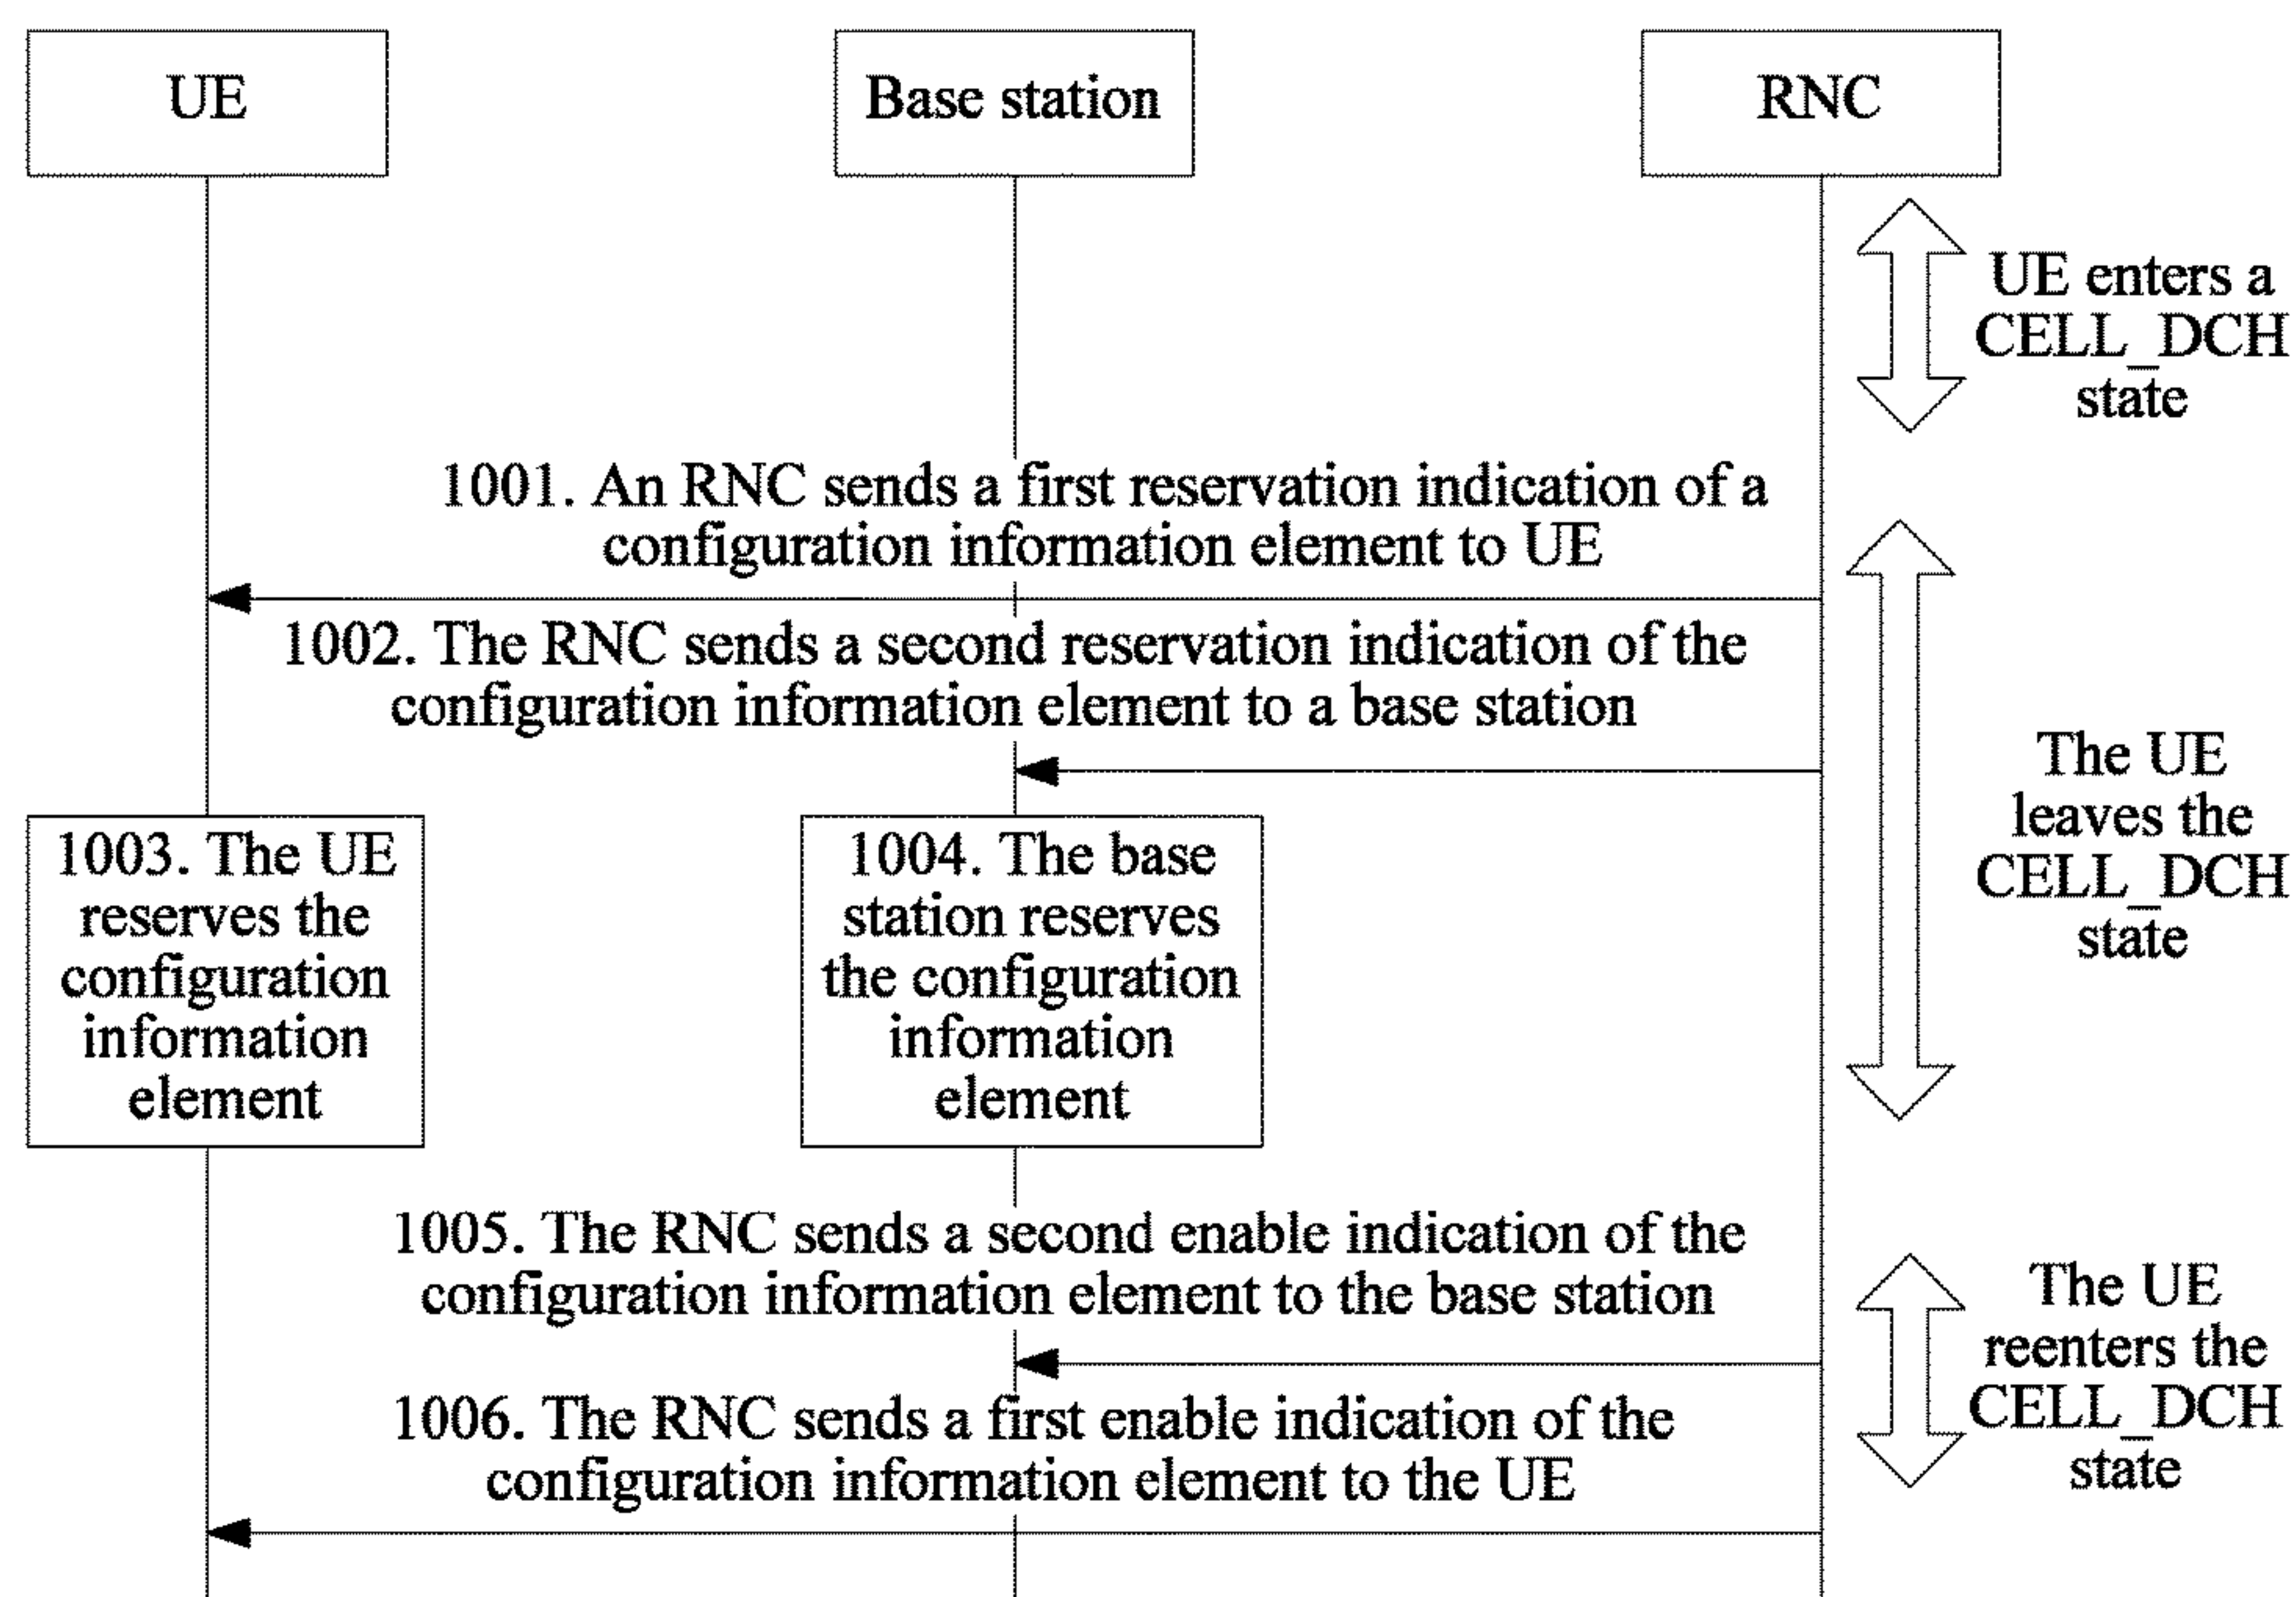 UE
Base station
RNC
UE enters a
CELL_DCH
state
1001. An RNC sends a first reservation indication of a
configuration information element to UE
1002. The RNC sends a second reservation indication of the
configuration information element to a base station
The UE
leaves the
CELL_DCH
state
1003. The UE
reserves the
configuration
information
element
1004. The base
station reserves
the configuration
information
element
1005. The RNC sends a second enable indication of the
configuration information element to the base station
The UE
reenters the
CELL_DCH
state
1006. The RNC sends a first enable indication of the
configuration information element to the UE